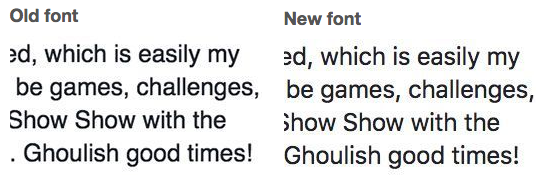 Old font
ed, which is easily my
be games, challenges,
Show Show with the
. Ghoulish good times!
New font
ed, which is easily my
be games, challenges,
Show Show with the
Ghoulish good times!